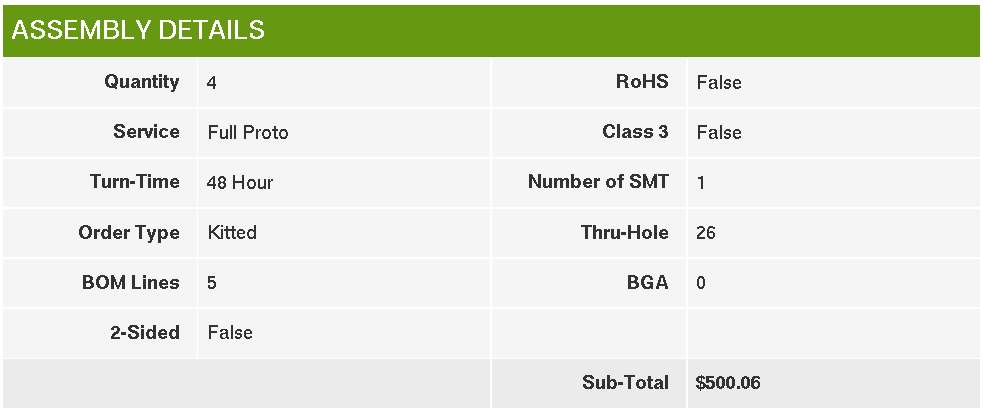 ASSEMBLY DETAILS
Quantity 4 RoHS False
Service Full Proto Class 3 False
Turn-Time 48 Hour Number of SMT 1
Order Type Kitted Thru-Hole 26
BOM Lines 5 BGA 0
2-Sided False
Sub-Total $500.06